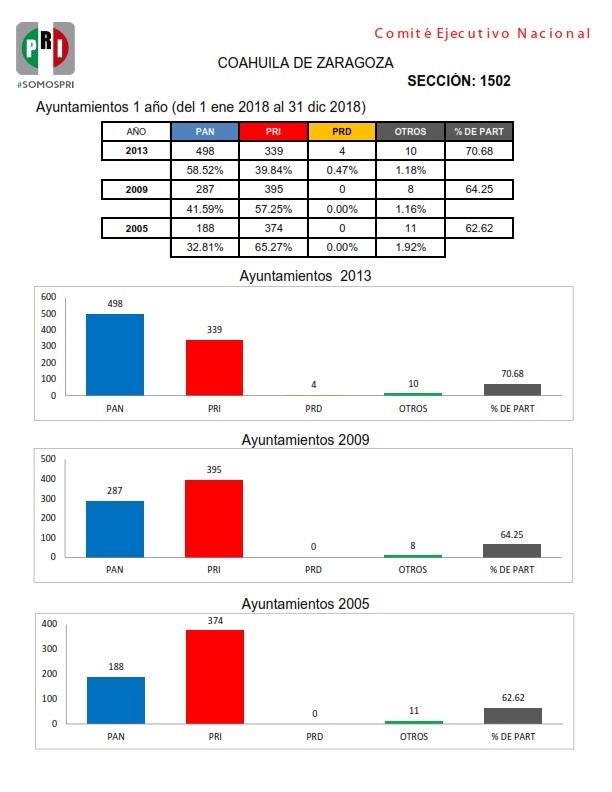 Comité Ejecutivo Nacional
PRI
#SOMOSPRI
COAHUILA DE ZARAGOZA
SECCIÓN: 1502
Ayuntamientos 1 año (del 1 ene 2018 al 31 dic 2018)
AÑO PAN PRI PRD OTROS % DE PART
2013 498 339 4 10 70.68
58.52% 39.84% 0.47% 1.18%
2009 287 395 0 8 64.25
41.59% 57.25% 0.00% 1.16%
2005 188 374 0 11 62.62
32.81% 65.27% 0.00% 1.92%
Ayuntamientos 2013
600
500
400
300
200
100
0
498 339 4 10 70.68
PAN PRI PRD OTROS % DE PART
Ayuntamientos 2009
500
400
300
200
100
0
287 395 0 8 64.25
PAN PRI PRD OTROS % DE PART
Ayuntamientos 2005
400
300
200
100
0
188 374 0 11 62.62
PAN PRI PRD OTROS % DE PART